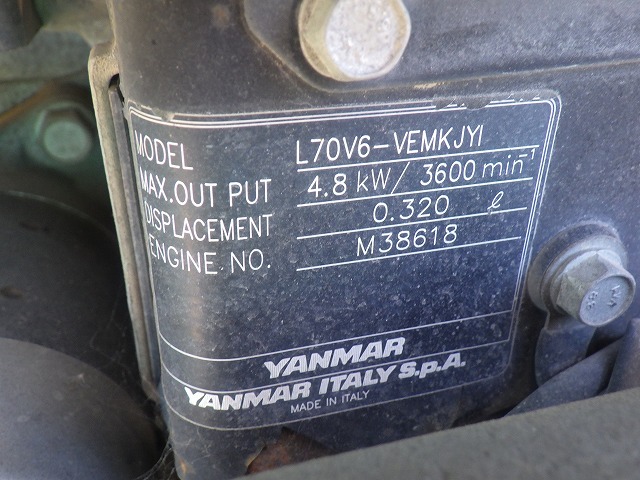 MODEL L70V6-VEMKJYI
MAX.OUT PUT 4.8 kW/ 3600 min⁻¹
DISPLACEMENT 0.320 ℓ
ENGINE NO. M38618
YANMAR
YANMAR ITALY S.p.A.
MADE IN ITALY